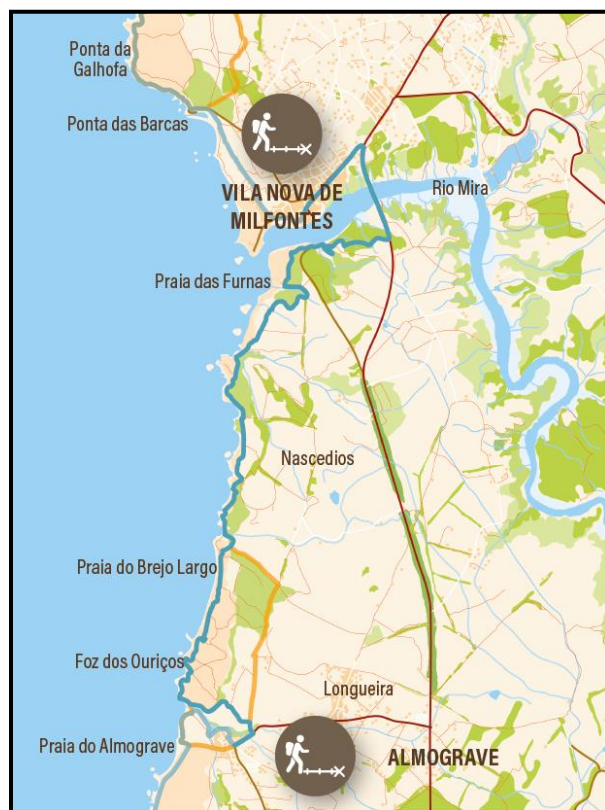 Ponta da
Galhofa
Ponta das Barcas
VILA NOVA DE
MILFONTES
Rio Mira
Praia das Furnas
Nascedios
Praia do Brejo Largo
Foz dos Ouriços
Longueira
Praia do Almograve
ALMOGRAVE